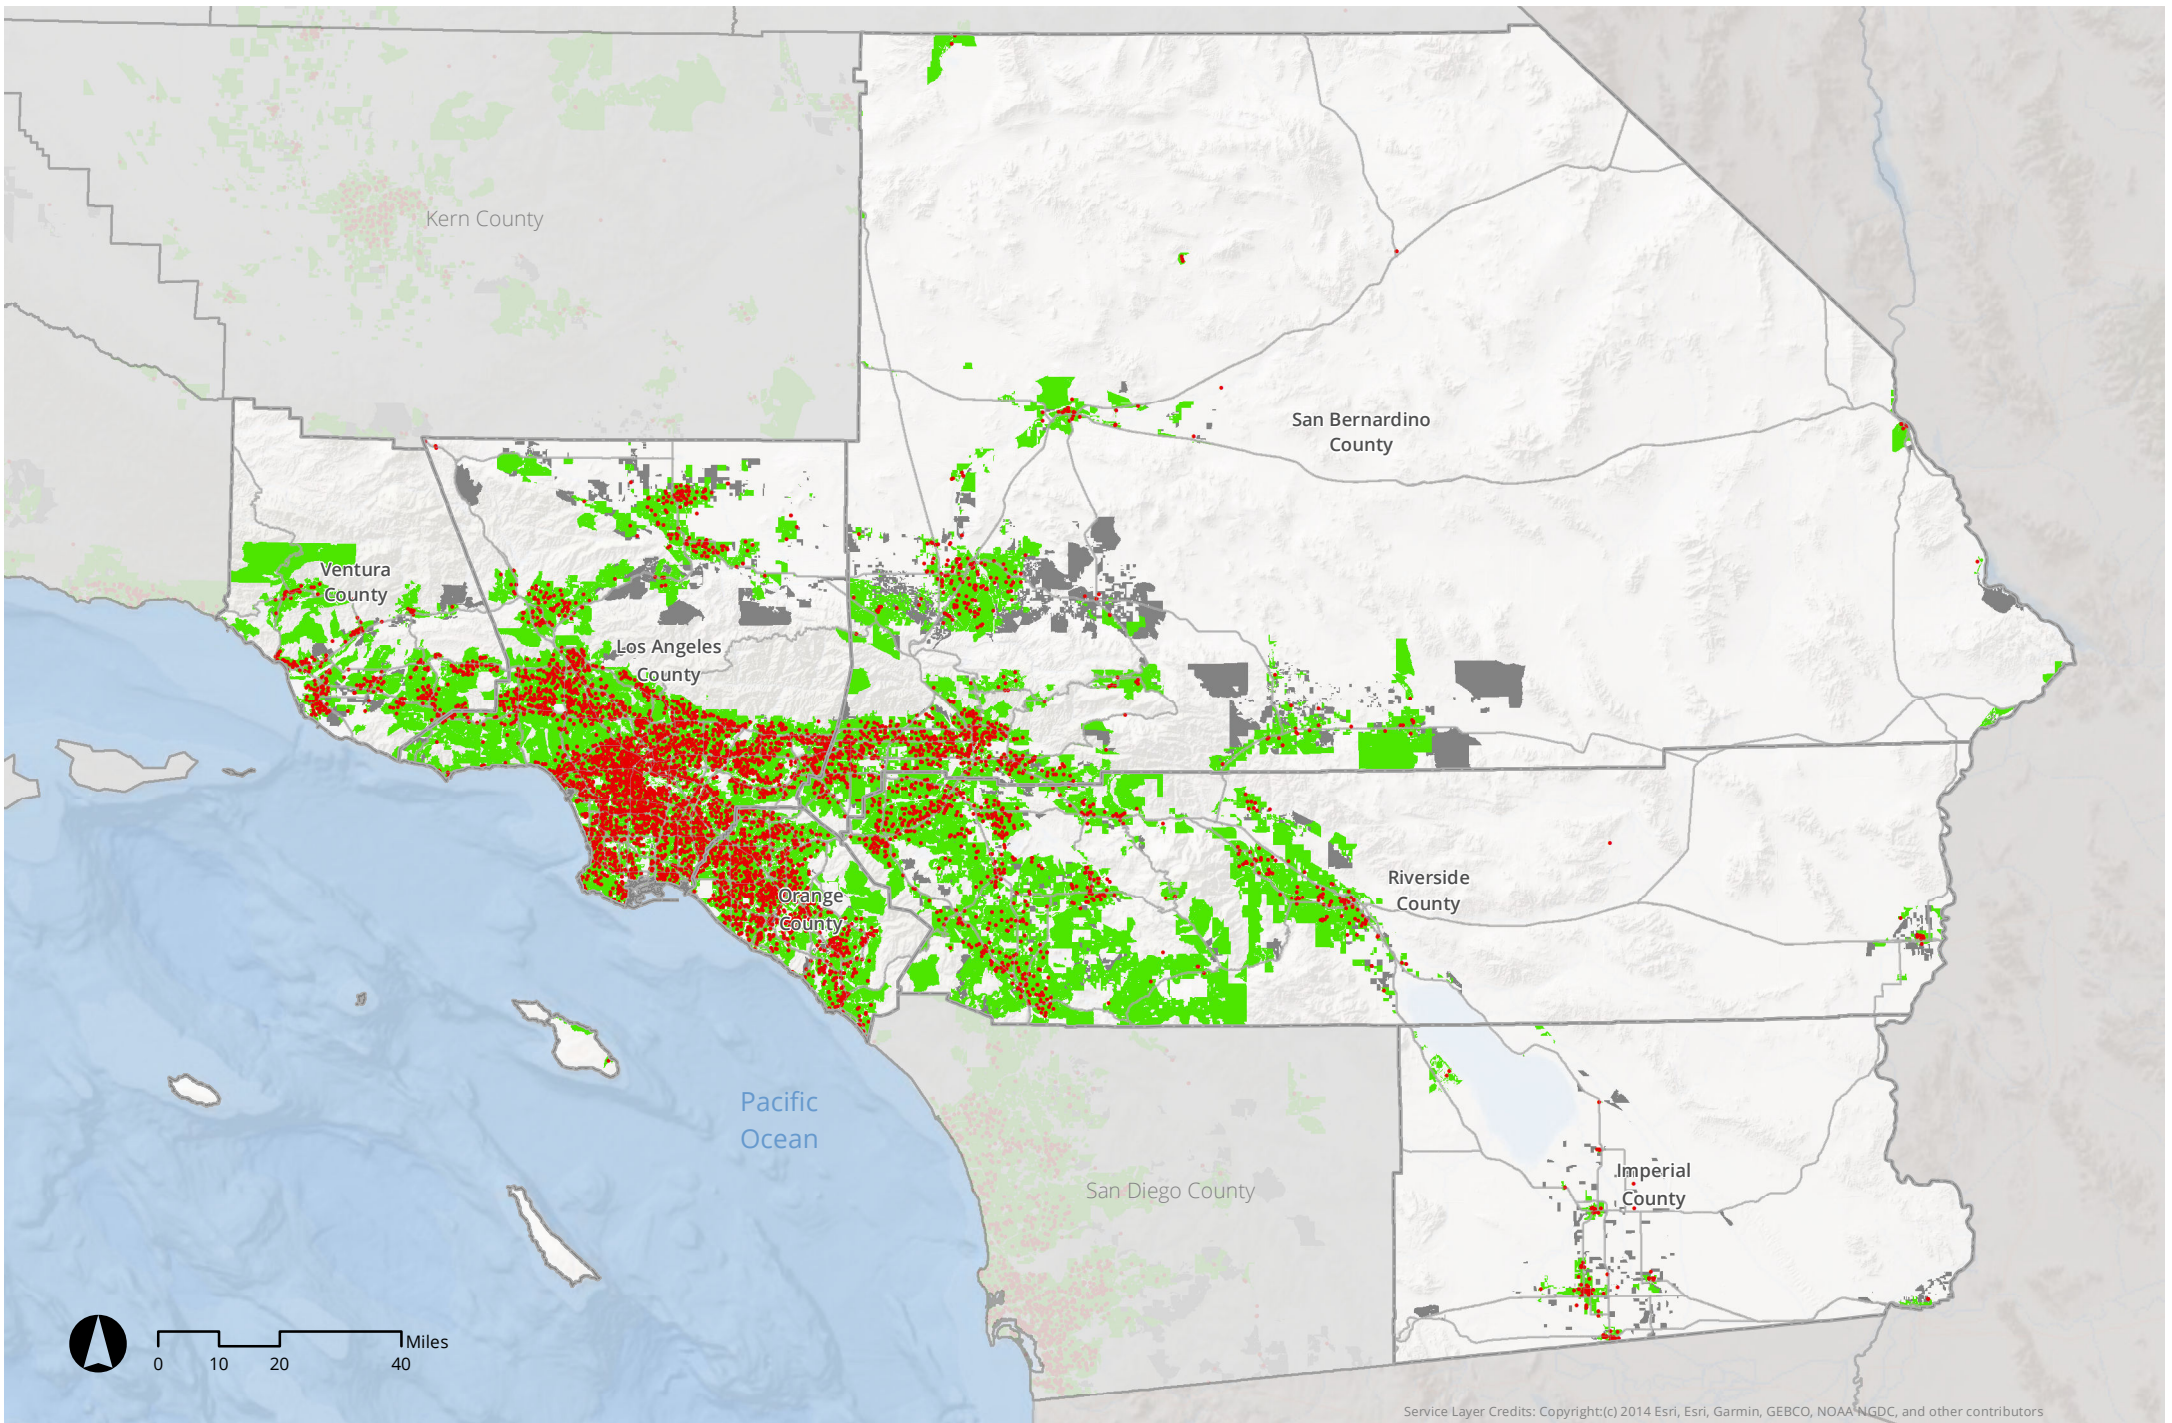 Kern County
San Bernardino
County
Ventura
County
Los Angeles
County
Riverside
County
Orange
County
Pacific
Ocean
San Diego County
Imperial
County
Miles
0 10 20 40
Service Layer Credits: Copyright:(c) 2014 Esri, Esri, Garmin, GEBCO, NOAA NGDC, and other contributors